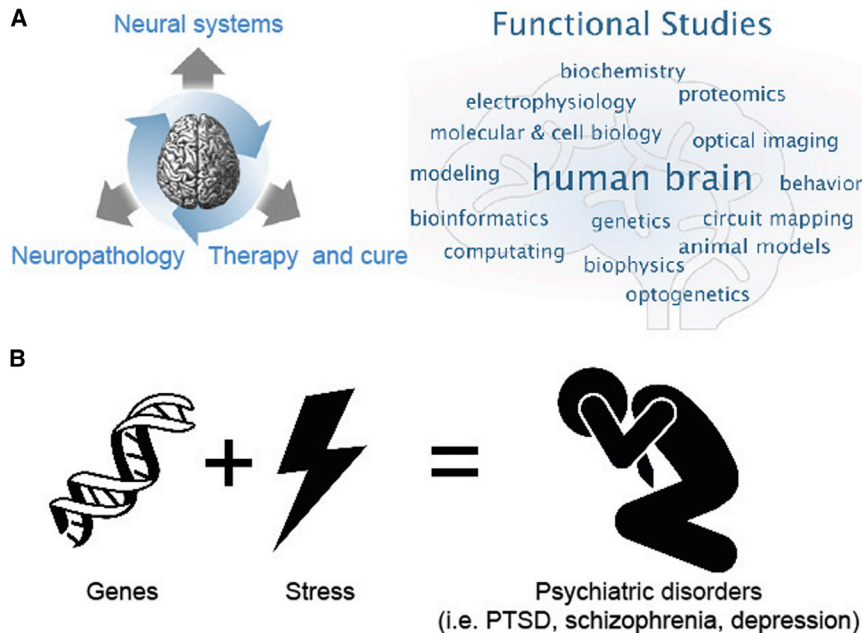 A
Neural systems
Neuropathology
Therapy and cure
Functional Studies
biochemistry
electrophysiology
proteomics
molecular & cell biology
optical imaging
modeling
human brain
behavior
bioinformatics
genetics
circuit mapping
computating
animal models
biophysics
optogenetics
B
+
=
Genes
Stress
Psychiatric disorders
(i.e. PTSD, schizophrenia, depression)